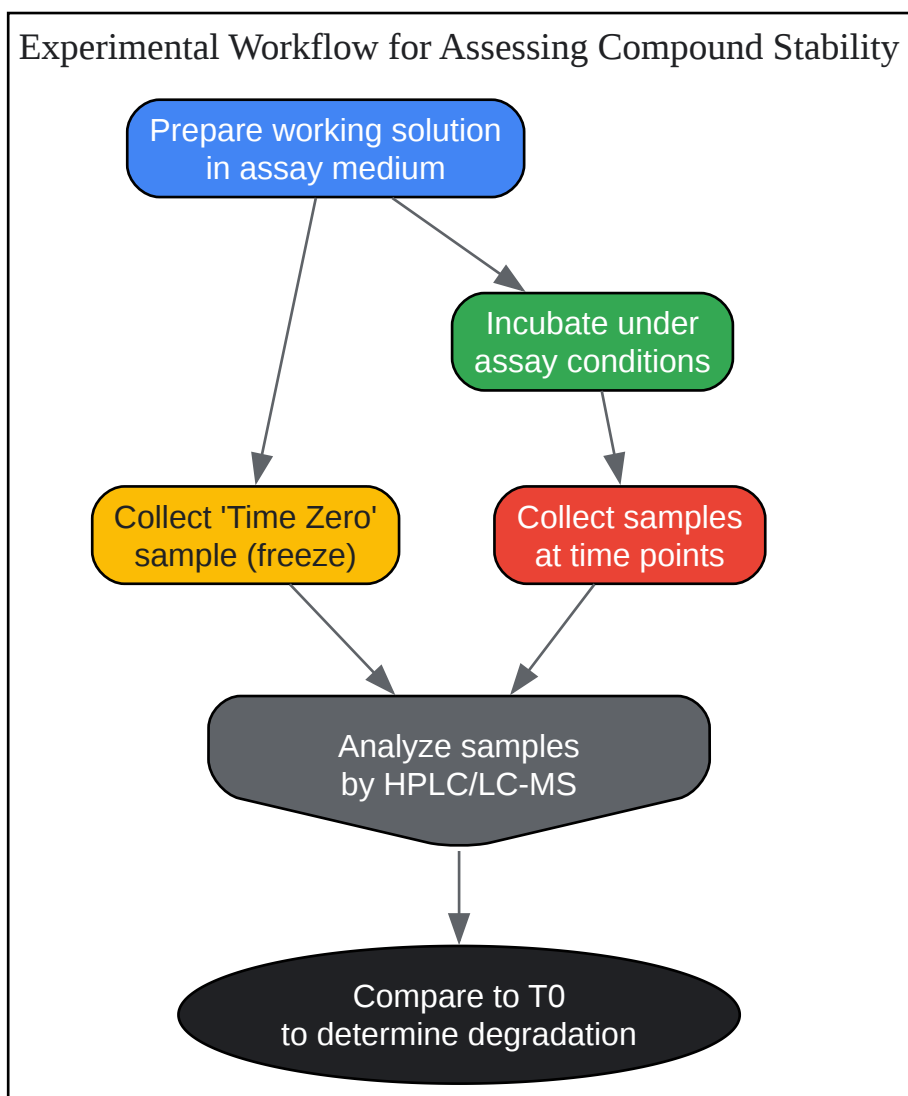 Experimental Workflow for Assessing Compound Stability
Prepare working solution
in assay medium
Incubate under
assay conditions
Collect 'Time Zero'
sample (freeze)
Collect samples
at time points
Analyze samples
by HPLC/LC-MS
Compare to T0
to determine degradation